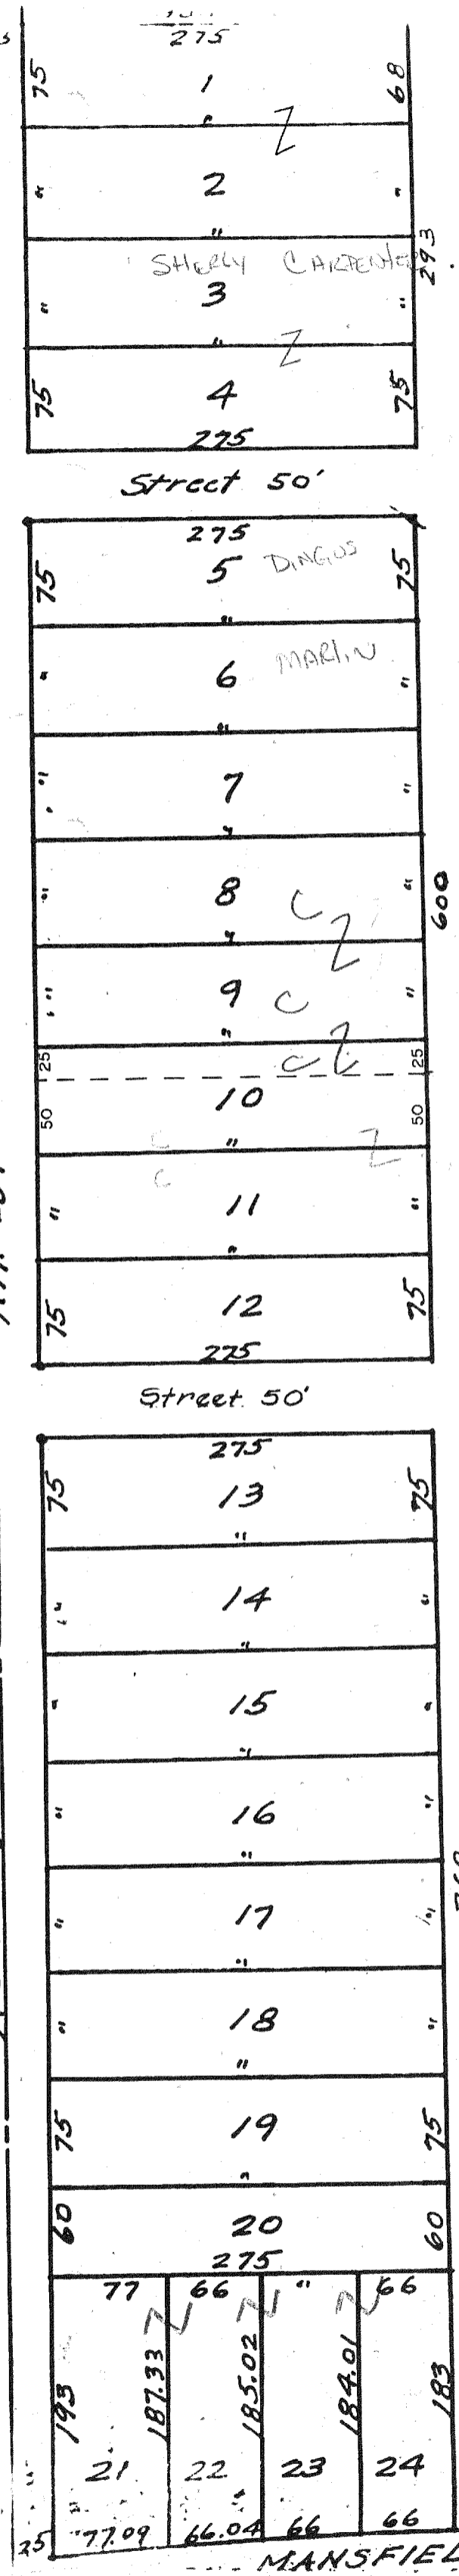 275
75 1 68
"
" 2 "
"
SHERLY CARPENTER 293
" 3 "
"
75 4 75
275
Street 50'
275
75 5 DINGUS 75
"
" 6 MARLIN "
"
" 7 "
"
" 8 C " 600
"
" 9 C "
"
25 C 25
50 10 50
"
" 11 "
"
75 12 75
275
Street 50'
275
75 13 75
"
" 14 "
"
" 15 "
"
" 16 "
"
" 17 "
"
" 18 "
"
75 19 75
"
60 20 60
275
77 66 " 66
193 187.33 185.02 184.01 183
21 22 23 24
25 77.09 66.04 66 66
MANSFIEL